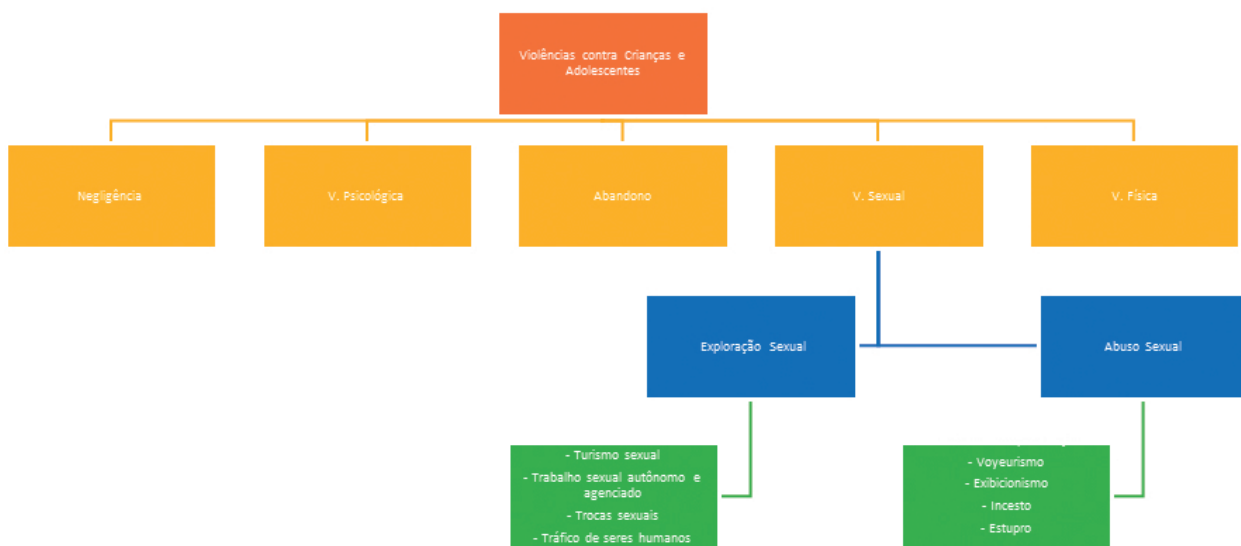 Violências contra Crianças e
Adolescentes
Negligência
V. Psicológica
Abandono
V. Sexual
V. Física
Exploração Sexual
Abuso Sexual
- Turismo sexual
- Trabalho sexual autônomo e
agenciado
- Trocas sexuais
- Tráfico de seres humanos
- Voyeurismo
- Exibicionismo
- Incesto
- Estupro